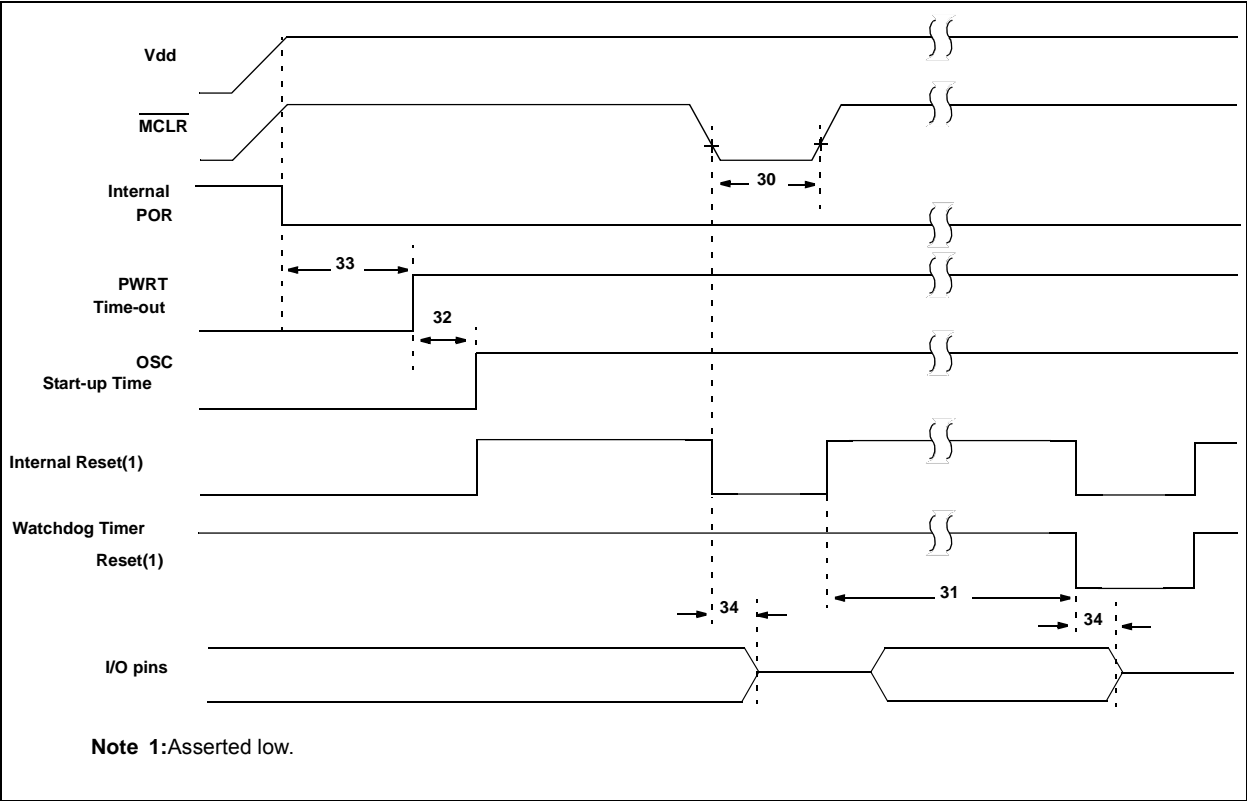 Vdd
MCLR
30
Internal
POR
33
PWRT
Time-out
32
OSC
Start-up Time
Internal Reset(1)
Watchdog Timer
Reset(1)
31
34
34
I/O pins
Note 1:Asserted low.